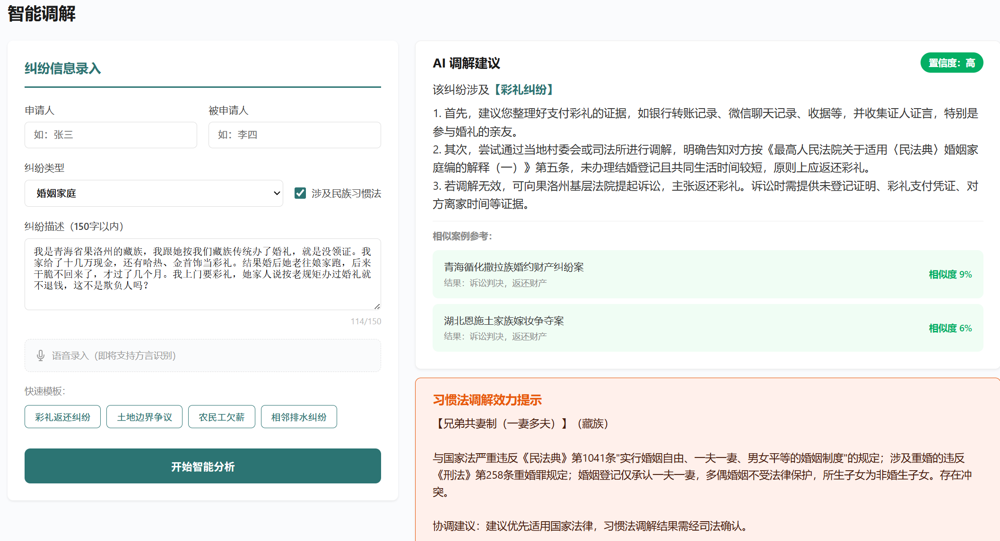 智能调解
纠纷信息录入
申请人
被申请人
如：张三
如：李四
纠纷类型
婚姻家庭
涉及民族习惯法
纠纷描述（150字以内）
我是青海省果洛州的藏族，我跟她按我们藏族传统办了婚礼，就是没领证。我
家给了十几万现金，还有哈热、金首饰当彩礼。结果婚后她老往娘家跑，后来
干脆不回来了，才过了几个月。我上门要彩礼，她家人说按老规矩办过婚礼就
不退钱，这不是欺负人吗？
114/150
语音录入（即将支持方言识别）
快速模板：
彩礼返还纠纷
土地边界争议
农民工欠薪
相邻排水纠纷
开始智能分析
AI 调解建议
置信度：高
该纠纷涉及【彩礼纠纷】
1. 首先，建议您整理好支付彩礼的证据，如银行转账记录、微信聊天记录、收据等，并收集证人证言，特别是
参与婚礼的亲友。
2. 其次，尝试通过当地村委会或司法所进行调解，明确告知对方按《最高人民法院关于适用〈民法典〉婚姻家
庭编的解释（一）》第五条，未办理结婚登记且共同生活时间较短，原则上应返还彩礼。
3. 若调解无效，可向果洛州基层法院提起诉讼，主张返还彩礼。诉讼时需提供未登记证明、彩礼支付凭证、对
方离家时间等证据。
相似案例参考：
青海循化撒拉族婚约财产纠纷案
结果：诉讼判决，返还财产
相似度 9%
湖北恩施土家族嫁妆争夺案
结果：诉讼判决，返还财产
相似度 6%
习惯法调解效力提示
【兄弟共妻制（一妻多夫）】（藏族）
与国家法严重违反《民法典》第1041条"实行婚姻自由、一夫一妻、男女平等的婚姻制度"的规定；涉及重婚的违反
《刑法》第258条重婚罪规定；婚姻登记仅承认一夫一妻，多偶婚姻不受法律保护，所生子女为非婚生子女。存在冲
突。
协调建议：建议优先适用国家法律，习惯法调解结果需经司法确认。